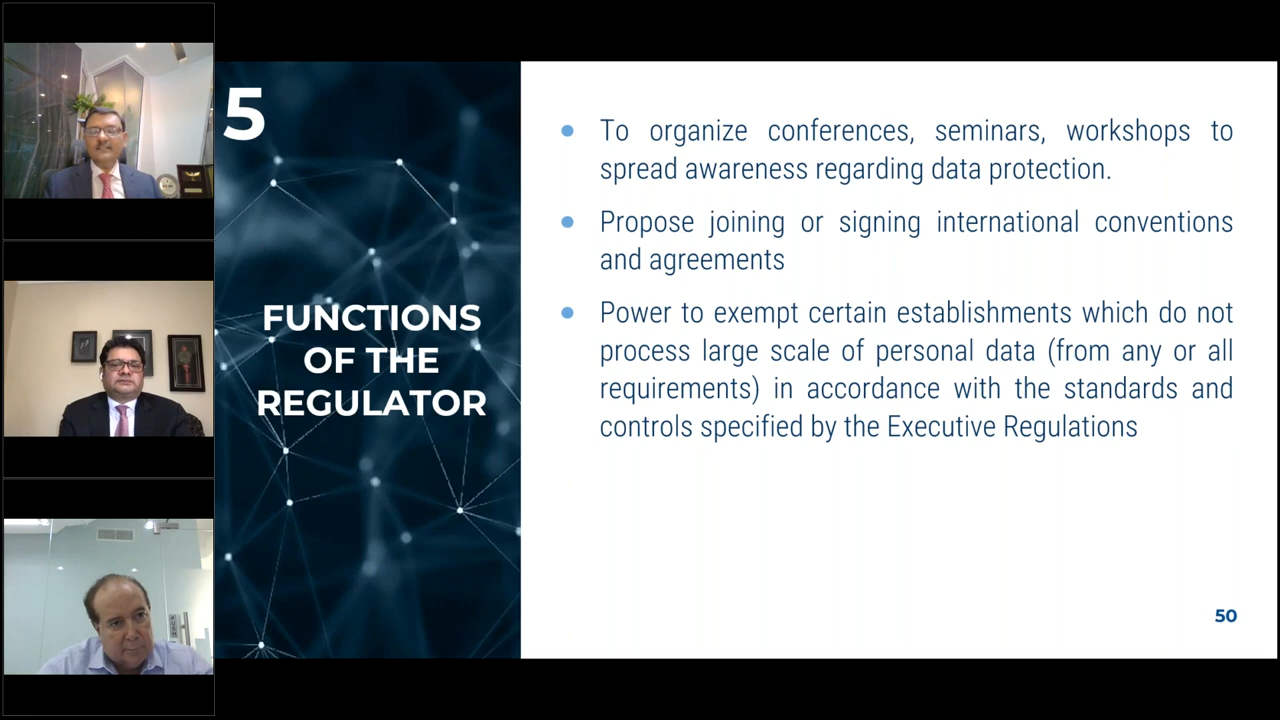 5
FUNCTIONS
OF THE
REGULATOR
To organize conferences, seminars, workshops to
spread awareness regarding data protection.
Propose joining or signing international conventions
and agreements
Power to exempt certain establishments which do not
process large scale of personal data (from any or all
requirements) in accordance with the standards and
controls specified by the Executive Regulations
50